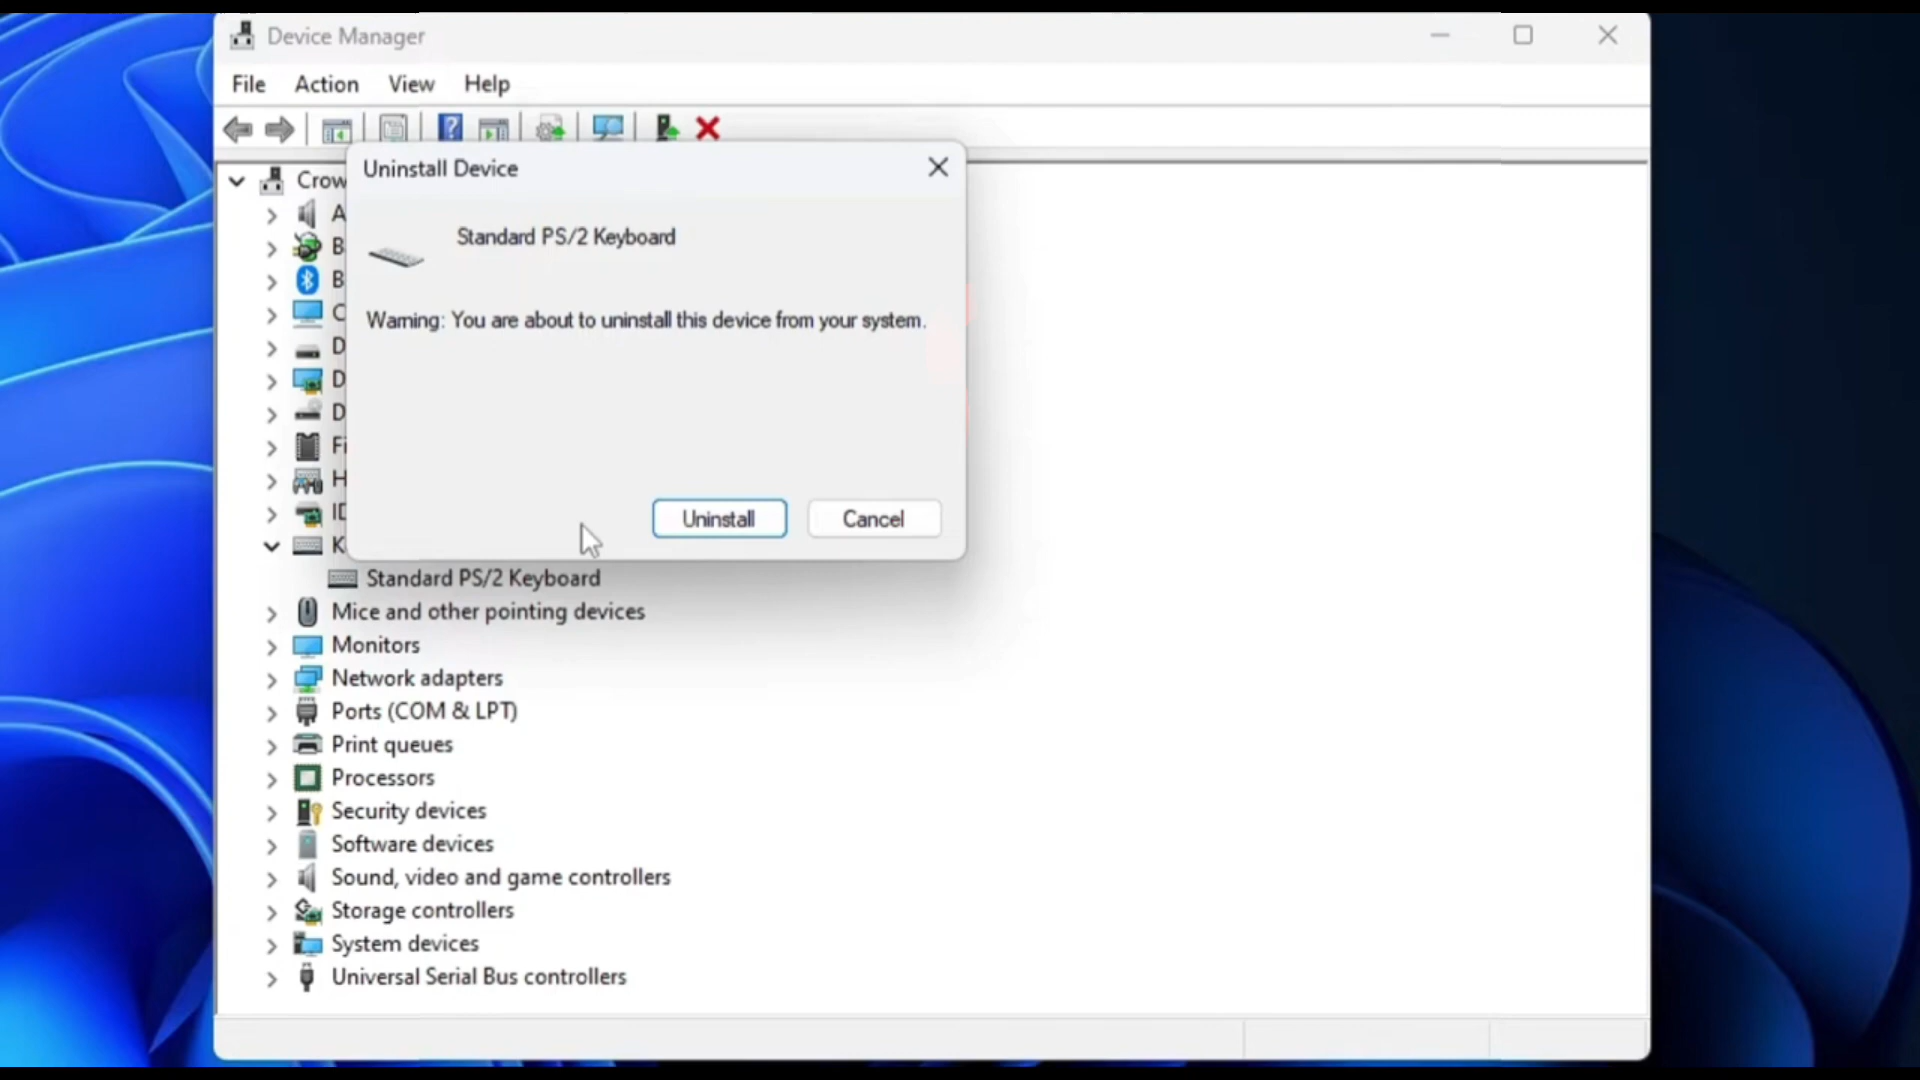 Device Manager
File Action View Help
Uninstall Device
Standard PS/2 Keyboard
Warning: You are about to uninstall this device from your system.
Uninstall Cancel
Crow
A
B
B
C
D
D
D
Fi
H
ID
K
Standard PS/2 Keyboard
Mice and other pointing devices
Monitors
Network adapters
Ports (COM & LPT)
Print queues
Processors
Security devices
Software devices
Sound, video and game controllers
Storage controllers
System devices
Universal Serial Bus controllers